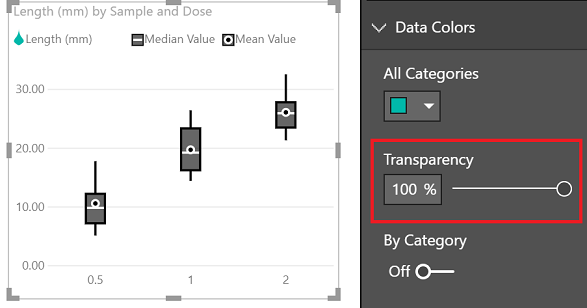 Length (mm) by Sample and Dose
Length (mm) Median Value Mean Value
30.00
20.00
10.00
0.00
0.5 1 2
Data Colors
All Categories
Transparency
100 %
By Category
Off